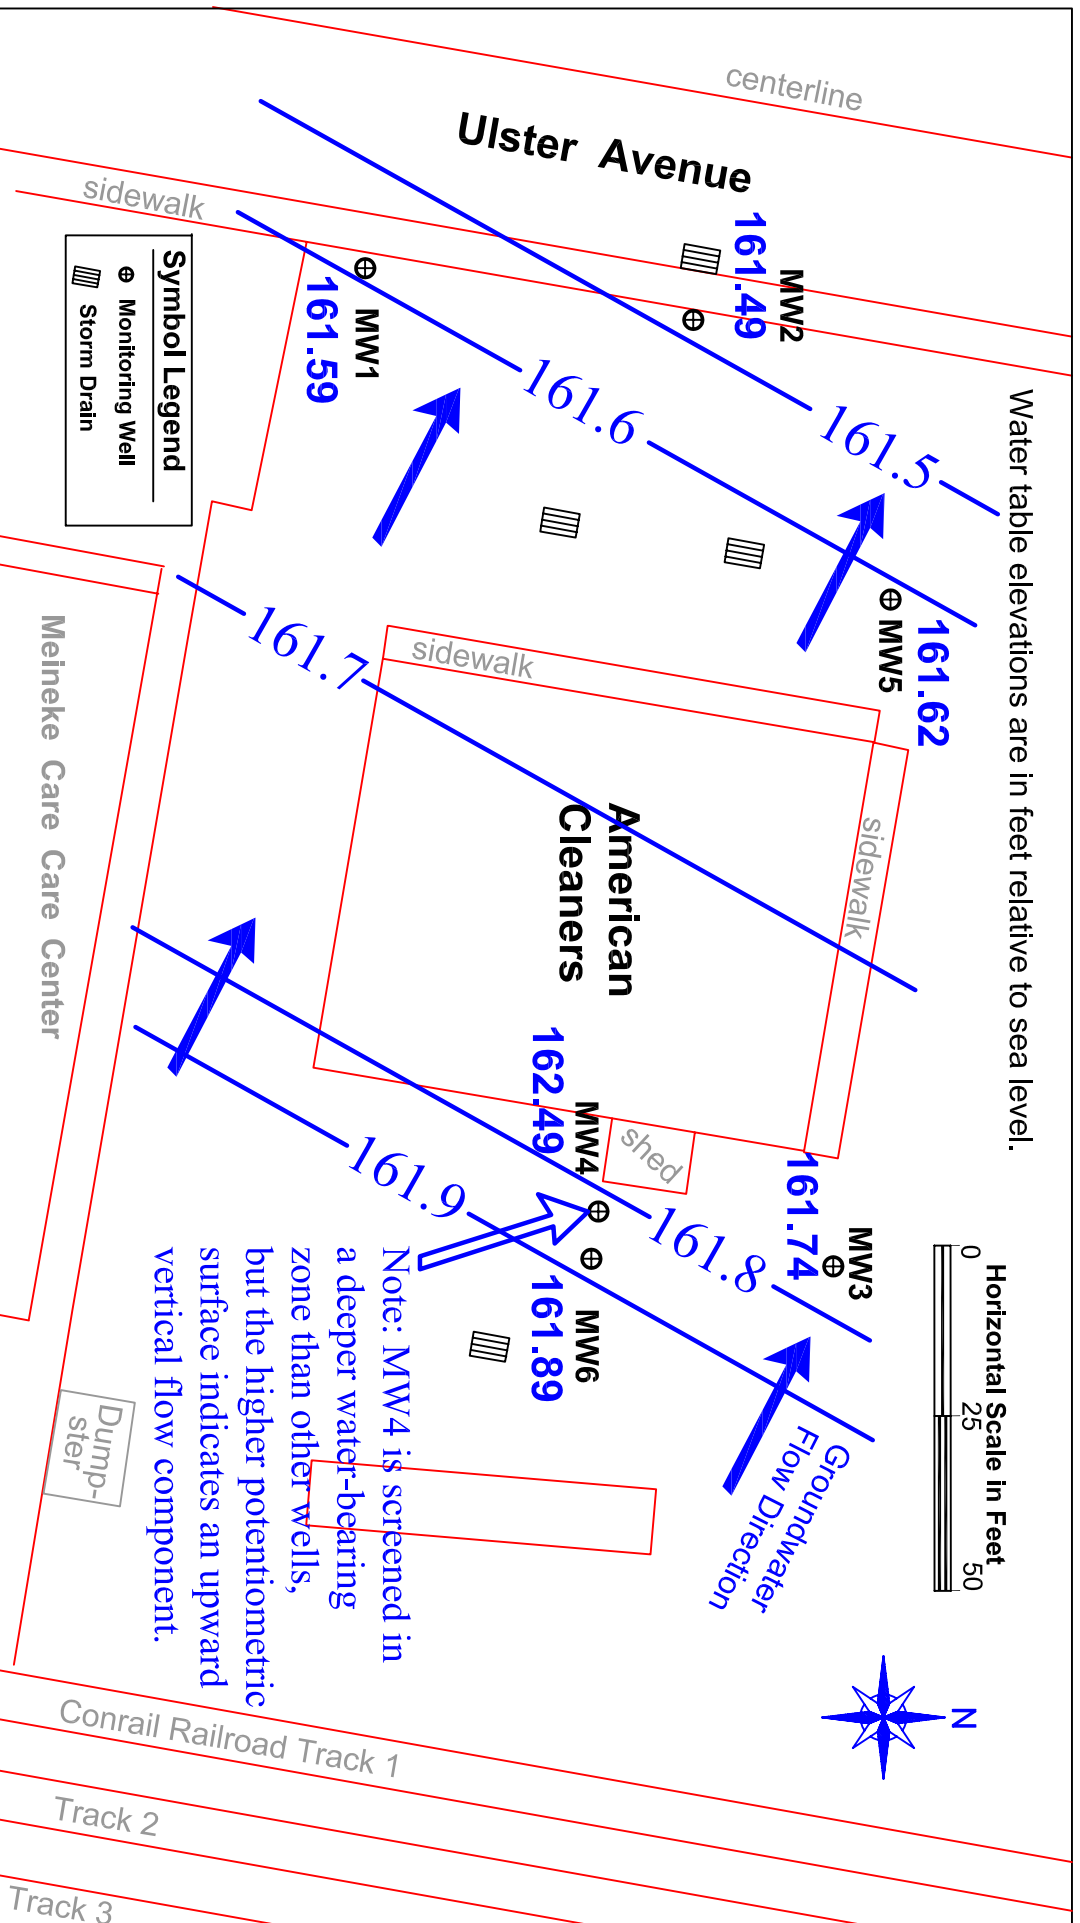 Water table elevations are in feet relative to sea level.
centerline
Ulster Avenue
sidewalk
MW2
161.49
161.5
161.6
MW1
161.59
MW5
161.62
161.7
sidewalk
sidewalk
American
Cleaners
MW4
162.49
shed
MW3
161.74
161.8
161.9
MW6
161.89
Horizontal Scale in Feet
0 25 50
N
Groundwater
Flow Direction
Note: MW4 is screened in
a deeper water-bearing
zone than other wells,
but the higher potentiometric
surface indicates an upward
vertical flow component.
Symbol Legend
Monitoring Well
Storm Drain
Meineke Care Care Center
Dump-
ster
Conrail Railroad Track 1
Track 2
Track 3